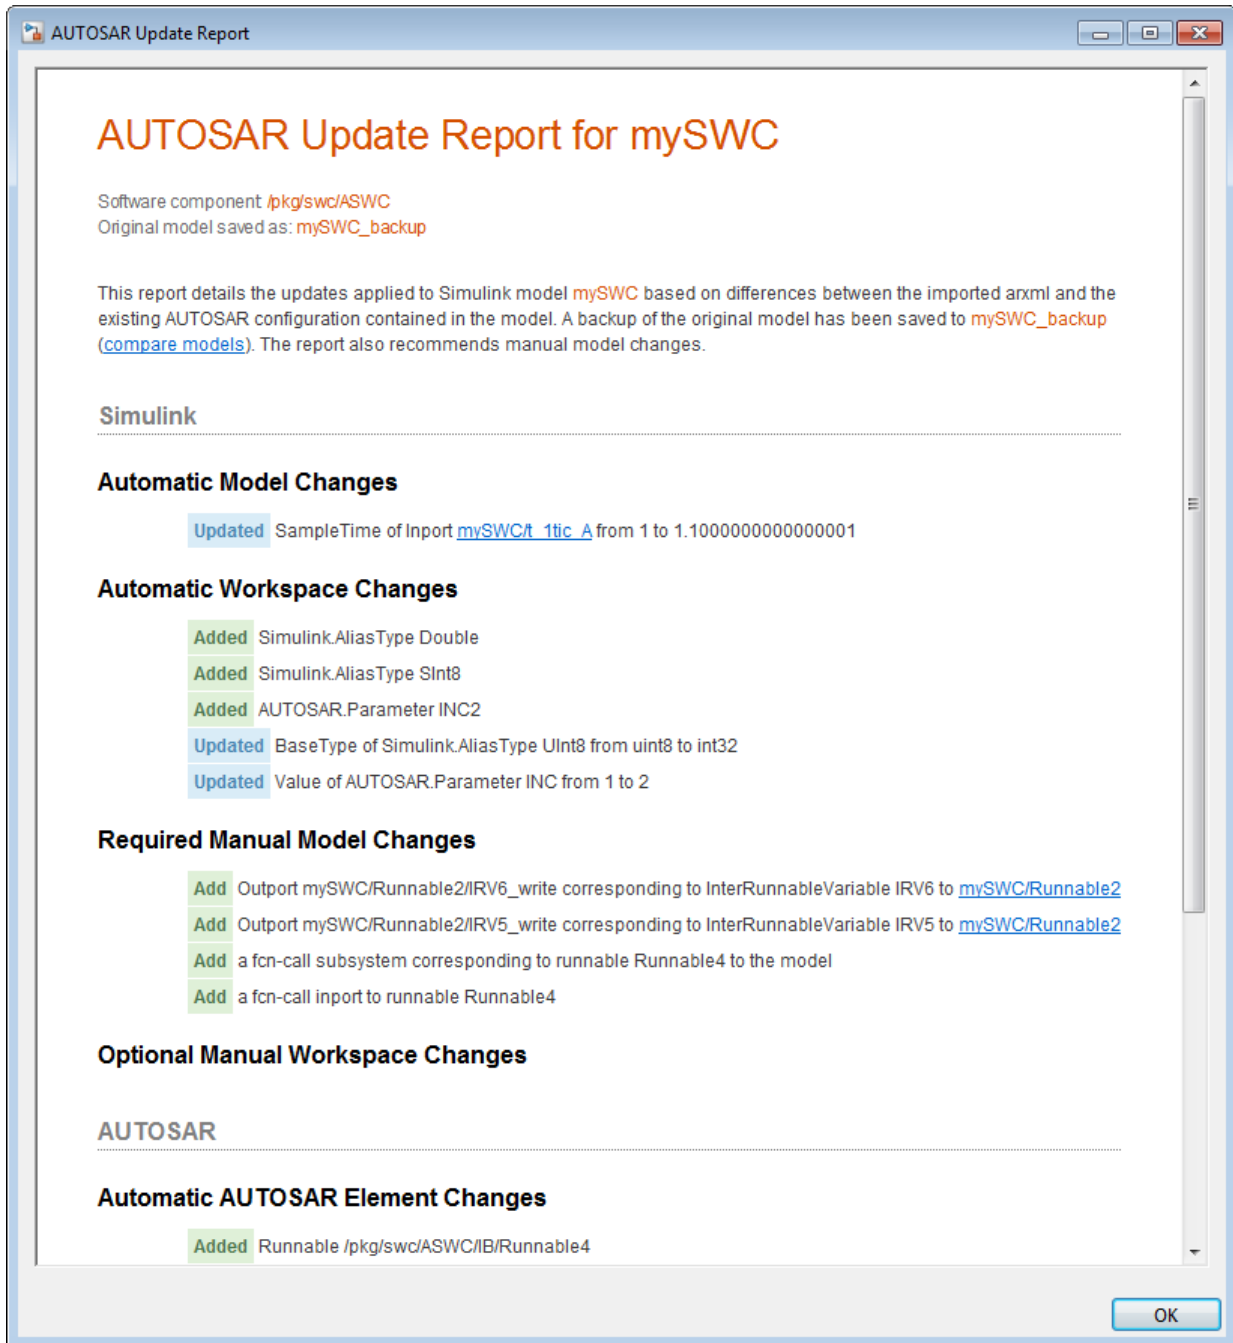 AUTOSAR Update Report
AUTOSAR Update Report for mySWC
Software component /pkg/swc/ASWC
Original model saved as: mySWC_backup
This report details the updates applied to Simulink model mySWC based on differences between the imported arxml and the
existing AUTOSAR configuration contained in the model. A backup of the original model has been saved to mySWC_backup
(compare models). The report also recommends manual model changes.
Simulink
Automatic Model Changes
Updated SampleTime of Inport mySWC/t_1tic_A from 1 to 1.1000000000000001
Automatic Workspace Changes
Added Simulink.AliasType Double
Added Simulink.AliasType SInt8
Added AUTOSAR.Parameter INC2
Updated BaseType of Simulink.AliasType UInt8 from uint8 to int32
Updated Value of AUTOSAR.Parameter INC from 1 to 2
Required Manual Model Changes
Add Outport mySWC/Runnable2/IRV6_write corresponding to InterRunnableVariable IRV6 to mySWC/Runnable2
Add Outport mySWC/Runnable2/IRV5_write corresponding to InterRunnableVariable IRV5 to mySWC/Runnable2
Add a fcn-call subsystem corresponding to runnable Runnable4 to the model
Add a fcn-call inport to runnable Runnable4
Optional Manual Workspace Changes
AUTOSAR
Automatic AUTOSAR Element Changes
Added Runnable /pkg/swc/ASWC/IB/Runnable4
OK